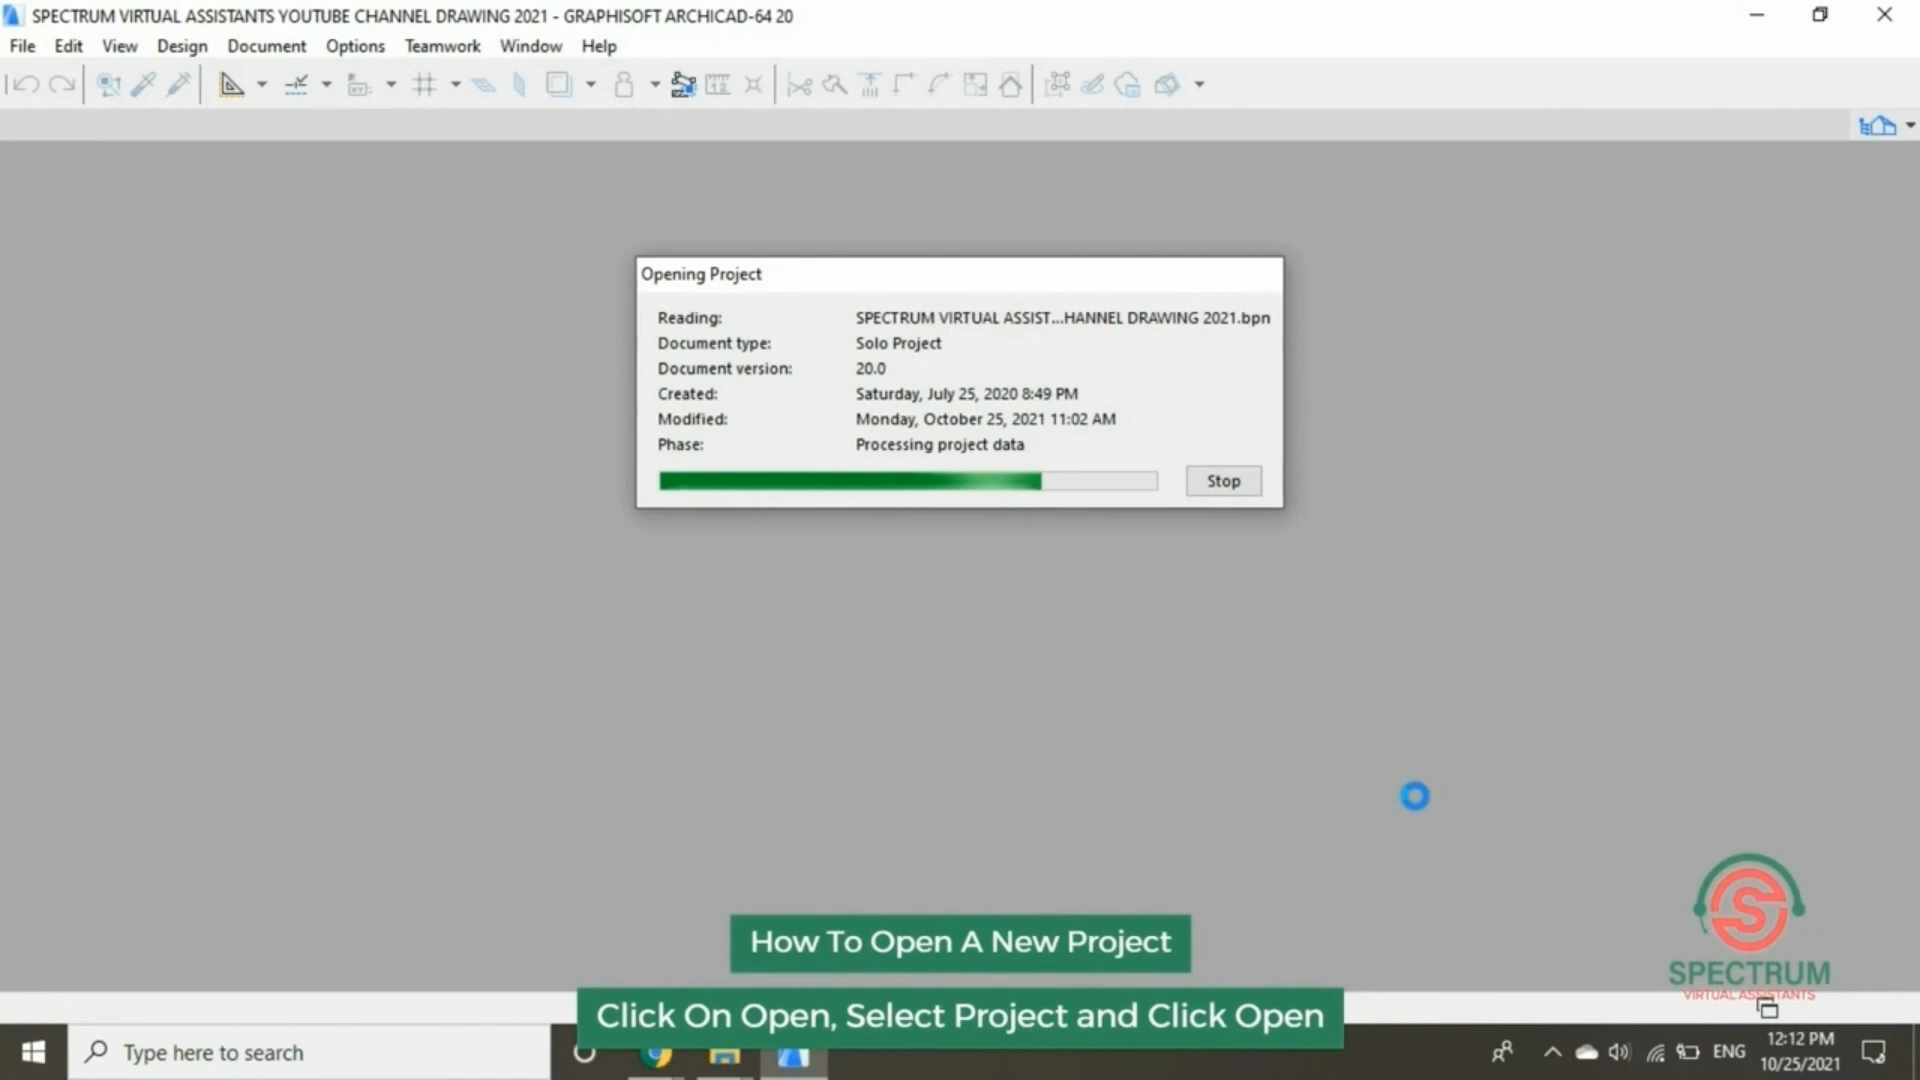 SPECTRUM VIRTUAL ASSISTANTS YOUTUBE CHANNEL DRAWING 2021 - GRAPHISOFT ARCHICAD-64 20
File Edit View Design Document Options Teamwork Window Help
Opening Project
Reading: SPECTRUM VIRTUAL ASSIST...HANNEL DRAWING 2021.bpn
Document type: Solo Project
Document version: 20.0
Created: Saturday, July 25, 2020 8:49 PM
Modified: Monday, October 25, 2021 11:02 AM
Phase: Processing project data
Stop
How To Open A New Project
SPECTRUM
VIRTUAL ASSISTANTS
Click On Open, Select Project and Click Open
Type here to search
ENG
12:12 PM
10/25/2021